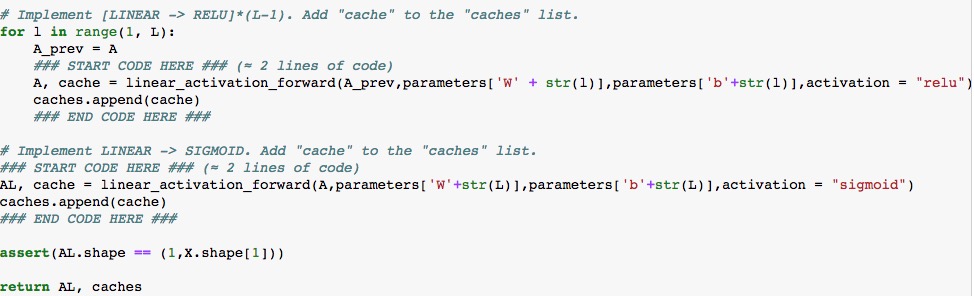 # Implement [LINEAR -> RELU]*(L-1). Add "cache" to the "caches" list.
for l in range(1, L):
    A_prev = A
    ### START CODE HERE ### (≈ 2 lines of code)
    A, cache = linear_activation_forward(A_prev,parameters['W' + str(l)],parameters['b'+str(l)],activation = "relu")
    caches.append(cache)
    ### END CODE HERE ###

# Implement LINEAR -> SIGMOID. Add "cache" to the "caches" list.
### START CODE HERE ### (≈ 2 lines of code)
AL, cache = linear_activation_forward(A,parameters['W'+str(L)],parameters['b'+str(L)],activation = "sigmoid")
caches.append(cache)
### END CODE HERE ###

assert(AL.shape == (1,X.shape[1]))

return AL, caches